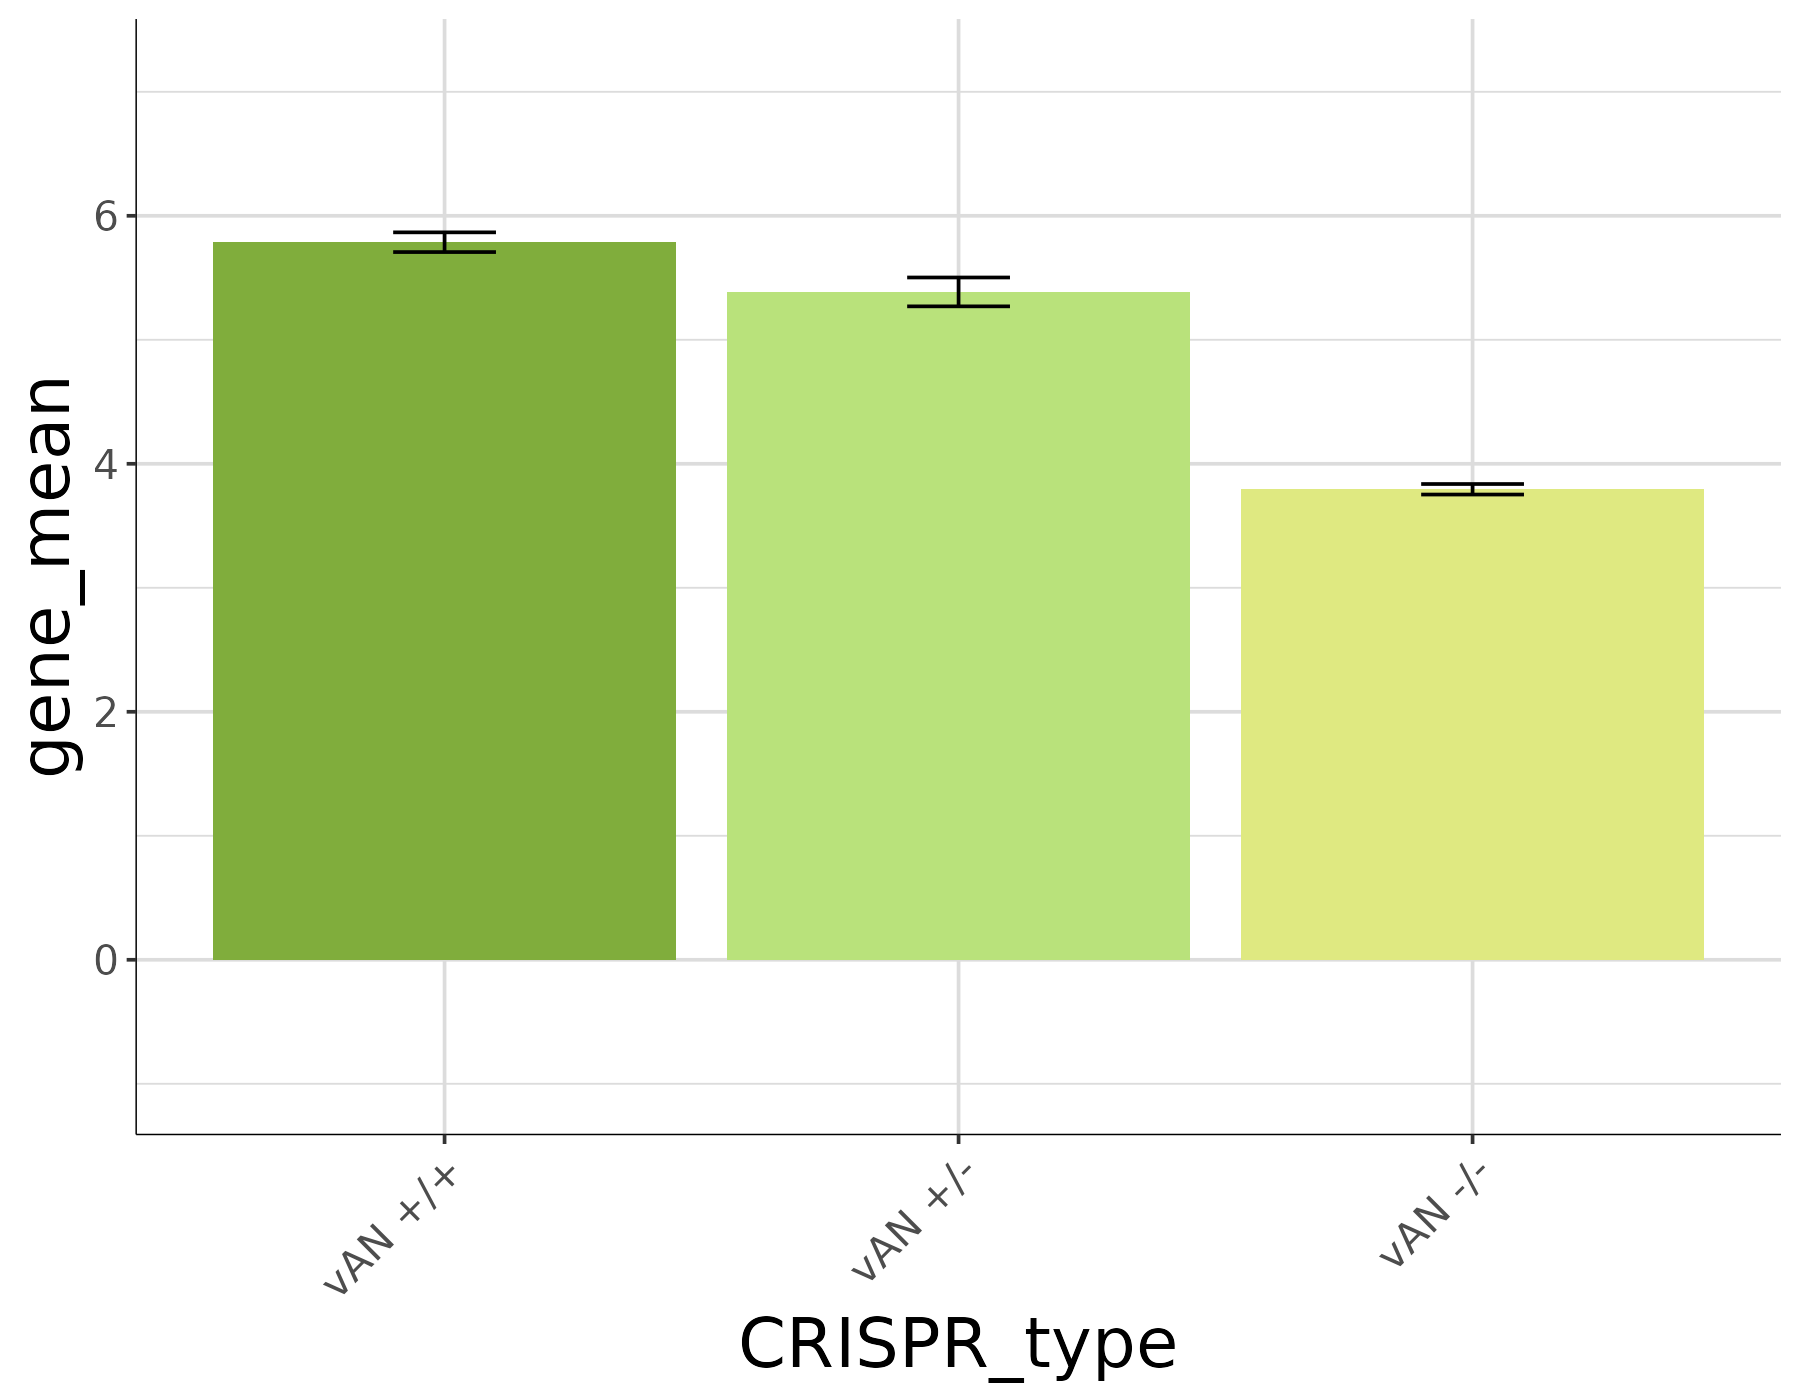 gene_mean
6
4
2
0
vAN +/+
vAN +/-
vAN -/-
CRISPR_type